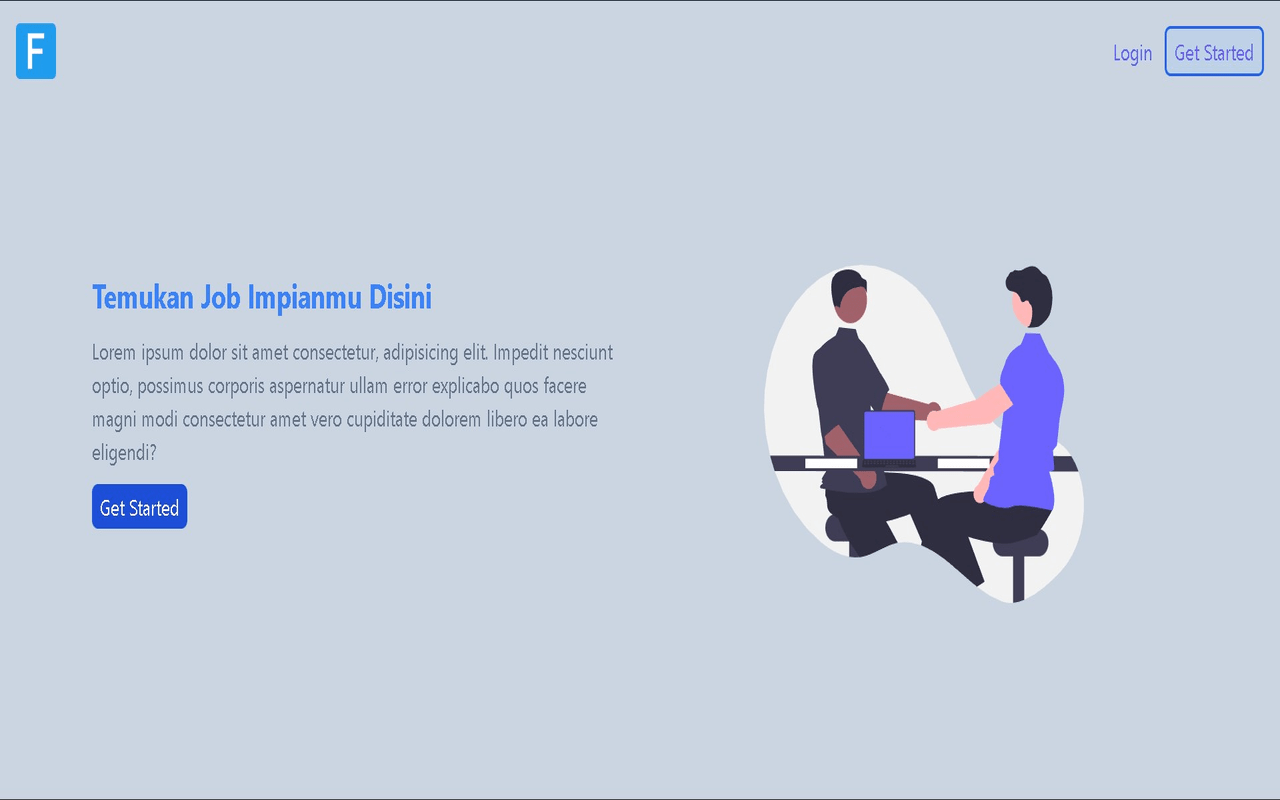 F
Login
Get Started
Temukan Job Impianmu Disini
Lorem ipsum dolor sit amet consectetur, adipisicing elit. Impedit nesciunt
optio, possimus corporis aspernatur ullam error explicabo quos facere
magni modi consectetur amet vero cupiditate dolorem libero ea labore
eligendi?
Get Started